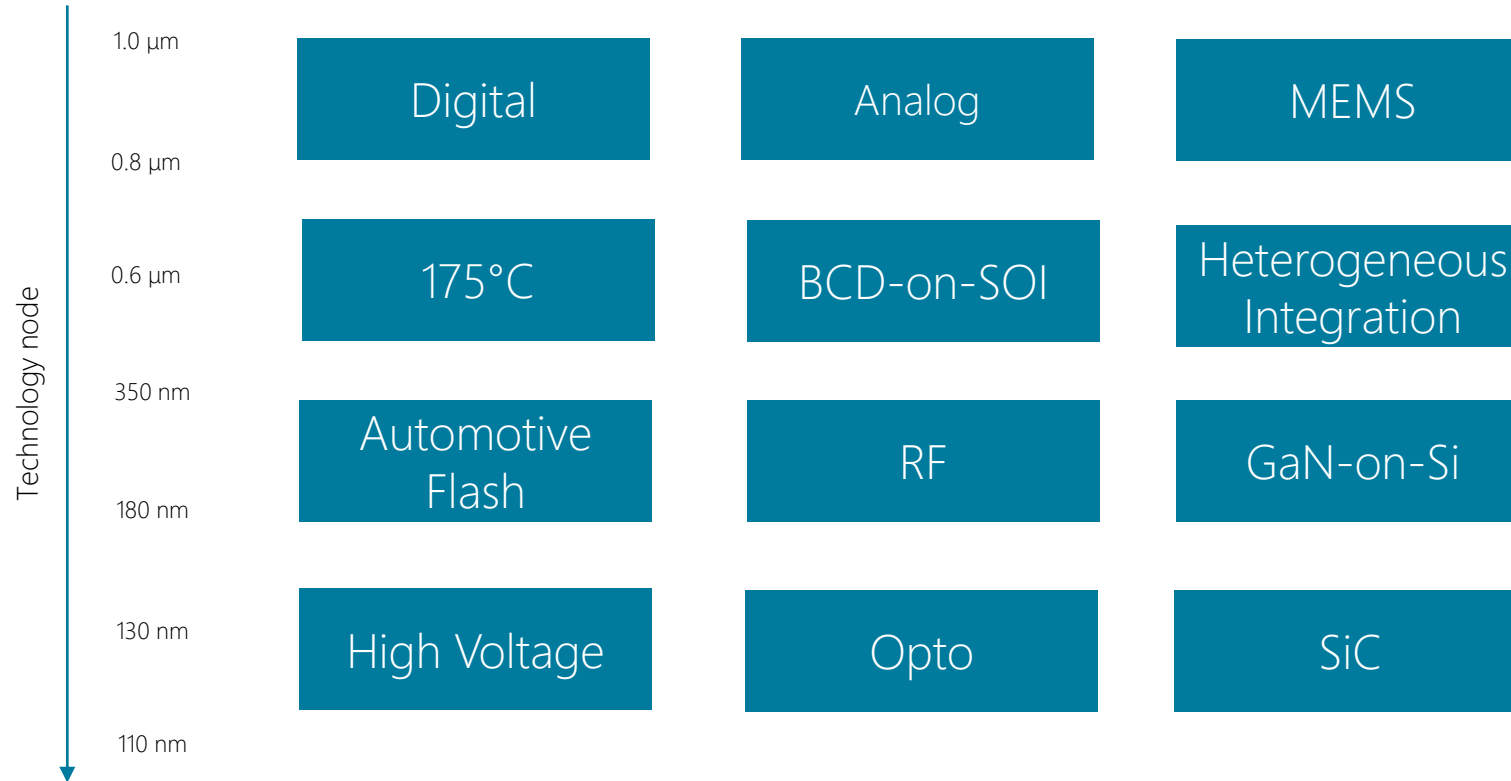 Technology node
1.0 µm
0.8 µm
0.6 µm
350 nm
180 nm
130 nm
110 nm
Digital
Analog
MEMS
175°C
BCD-on-SOI
Heterogeneous
Integration
Automotive
Flash
RF
GaN-on-Si
High Voltage
Opto
SiC